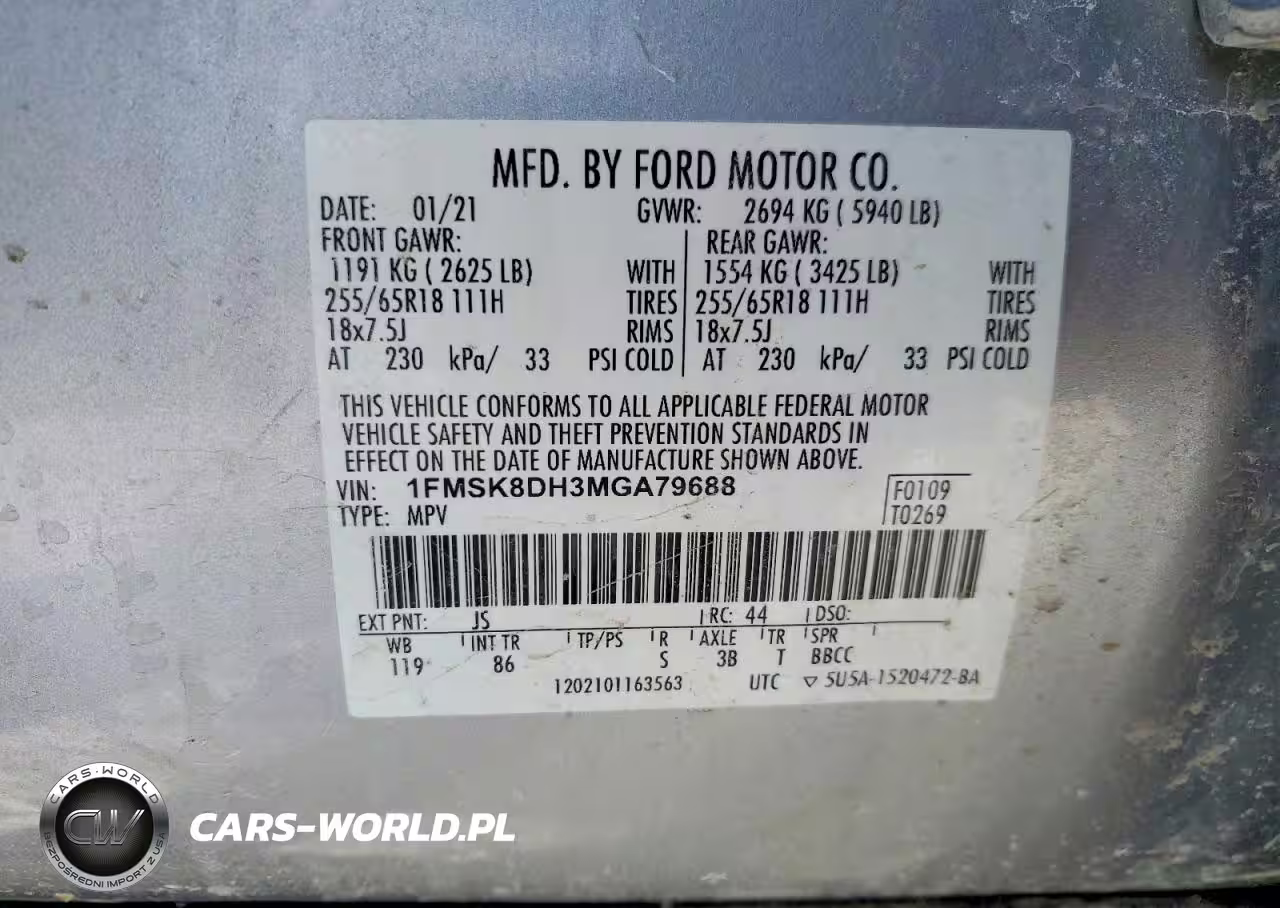 MFD. BY FORD MOTOR CO.
DATE: 01/21 GVWR: 2694 KG ( 5940 LB)
FRONT GAWR: REAR GAWR:
1191 KG ( 2625 LB) WITH 1554 KG ( 3425 LB) WITH
255/65R18 111H TIRES 255/65R18 111H TIRES
18x7.5J RIMS 18x7.5J RIMS
AT 230 kPa/ 33 PSI COLD AT 230 kPa/ 33 PSI COLD
THIS VEHICLE CONFORMS TO ALL APPLICABLE FEDERAL MOTOR
VEHICLE SAFETY AND THEFT PREVENTION STANDARDS IN
EFFECT ON THE DATE OF MANUFACTURE SHOWN ABOVE.
VIN: 1FMSK8DH3MGA79688 F0109
TYPE: MPV T0269
EXT PNT: JS RC: 44 DSO:
WB INT TR TP/PS R AXLE TR SPR
119 86 S 3B T BBCC
1202101163563 UTC ▽ 5U5A-1520472-BA
CARS-WORLD
CW
BEZPOŚREDNI IMPORT Z USA
CARS-WORLD.PL